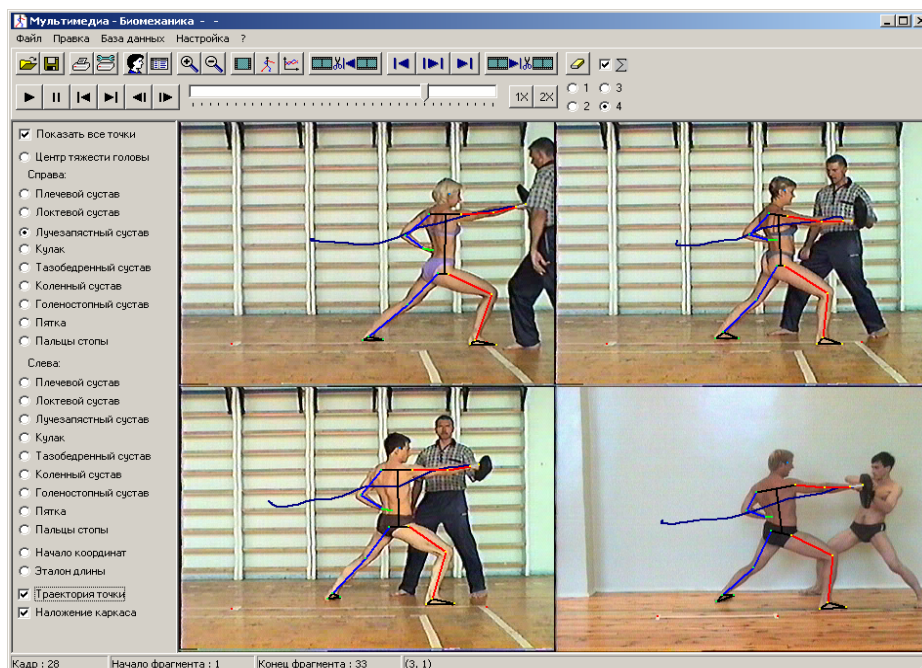 Мультимедиа - Биомеханика - -
Файл Правка База данных Настройка ?
Σ
1X 2X
1 3
2 4
Показать все точки
Центр тяжести головы
Справа:
Плечевой сустав
Локтевой сустав
Лучезапястный сустав
Кулак
Тазобедренный сустав
Коленный сустав
Голеностопный сустав
Пятка
Пальцы стопы
Слева:
Плечевой сустав
Локтевой сустав
Лучезапястный сустав
Кулак
Тазобедренный сустав
Коленный сустав
Голеностопный сустав
Пятка
Пальцы стопы
Начало координат
Эталон длины
Траектория точки
Наложение каркаса
Кадр : 28 Начало фрагмента : 1 Конец фрагмента : 33 (3, 1)